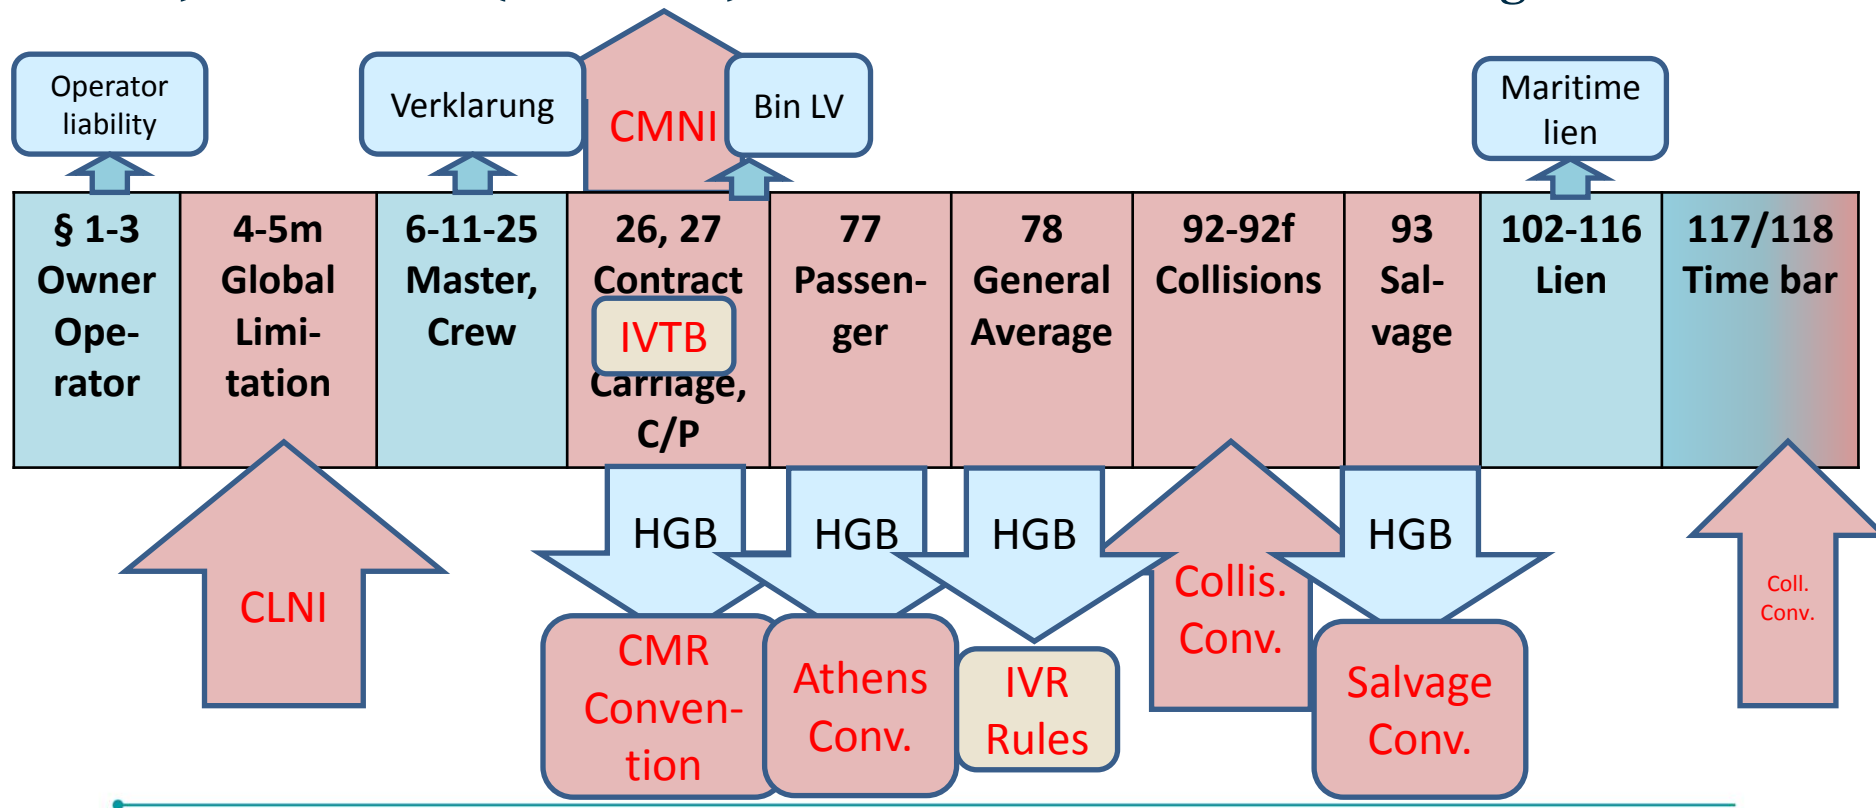 Operator
liability
Verklarung
CMNI
Bin LV
Maritime
lien
§ 1-3
Owner
Ope-
rator
4-5m
Global
Limi-
tation
6-11-25
Master,
Crew
26, 27
Contract
IVTB
Carriage,
C/P
77
Passen-
ger
78
General
Average
92-92f
Collisions
93
Sal-
vage
102-116
Lien
117/118
Time bar
CLNI
HGB
CMR
Conven-
tion
HGB
Athens
Conv.
HGB
IVR
Rules
Collis.
Conv.
HGB
Salvage
Conv.
Coll.
Conv.